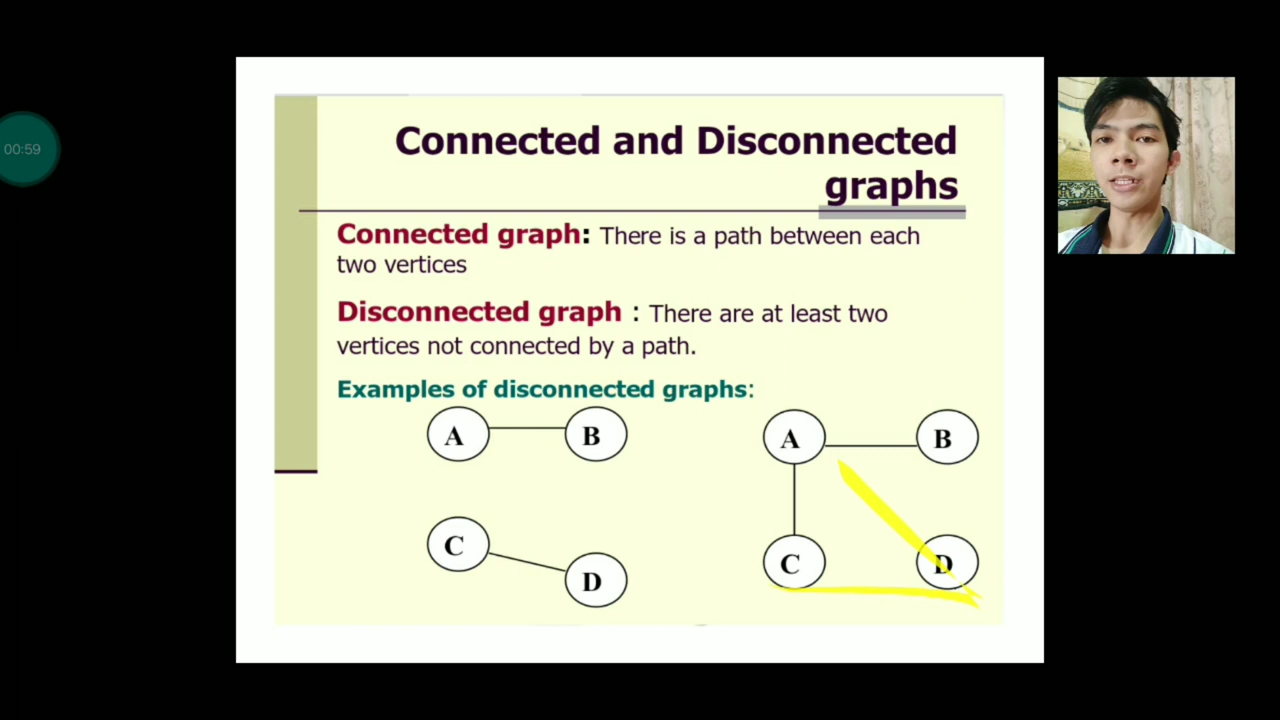 00:59
Connected and Disconnected
graphs
Connected graph: There is a path between each
two vertices
Disconnected graph : There are at least two
vertices not connected by a path.
Examples of disconnected graphs:
A B
C
D
A B
C D